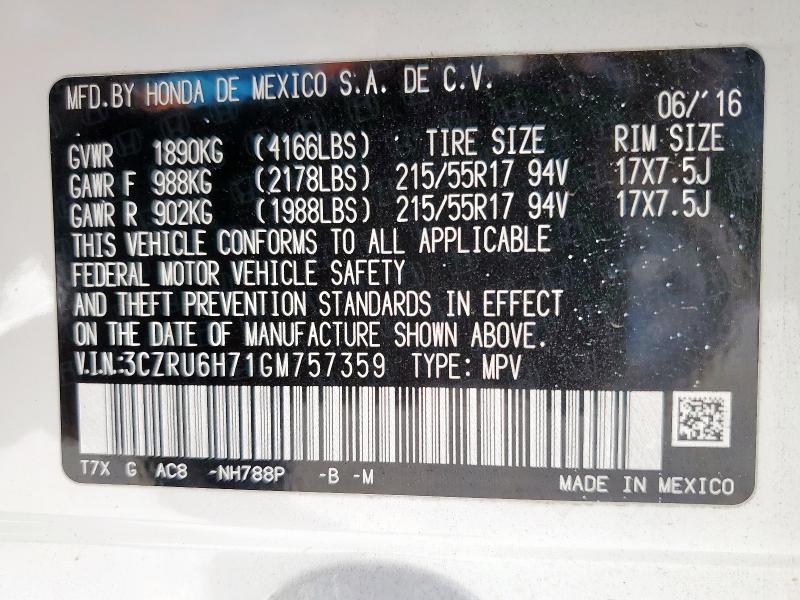 MFD.BY HONDA DE MEXICO S.A. DE C.V.
06/'16
GVWR 1890KG (4166LBS) TIRE SIZE RIM SIZE
GAWR F 988KG (2178LBS) 215/55R17 94V 17X7.5J
GAWR R 902KG (1988LBS) 215/55R17 94V 17X7.5J
THIS VEHICLE CONFORMS TO ALL APPLICABLE
FEDERAL MOTOR VEHICLE SAFETY
AND THEFT PREVENTION STANDARDS IN EFFECT
ON THE DATE OF MANUFACTURE SHOWN ABOVE.
V.I.N.:3CZRU6H71GM757359 TYPE: MPV
T7X G AC8 -NH788P -B -M
MADE IN MEXICO